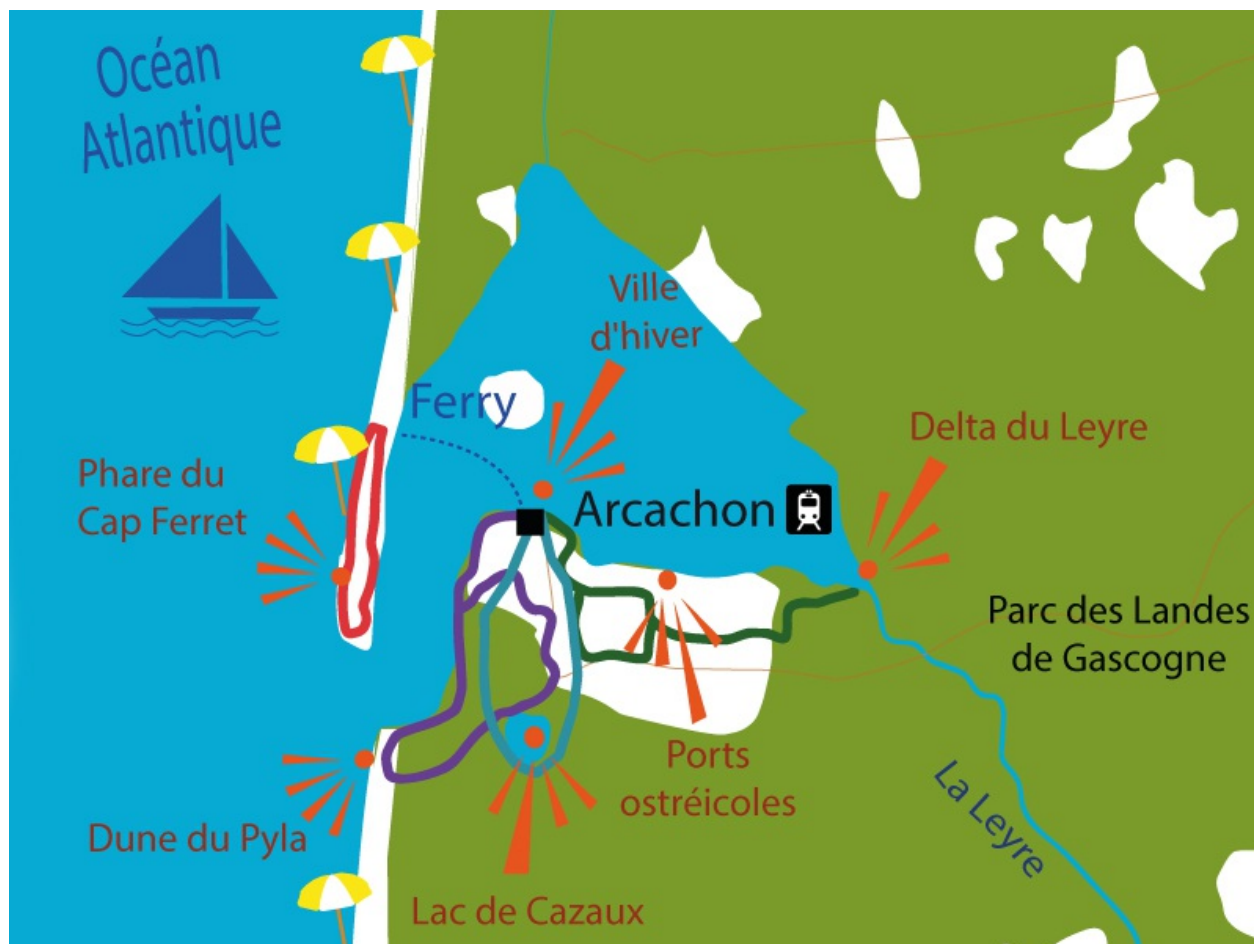 Océan
Atlantique
Ville
d'hiver
Ferry
Delta du Leyre
Phare du
Cap Ferret
Arcachon
Parc des Landes
de Gascogne
Ports
ostréicoles
La Leyre
Dune du Pyla
Lac de Cazaux